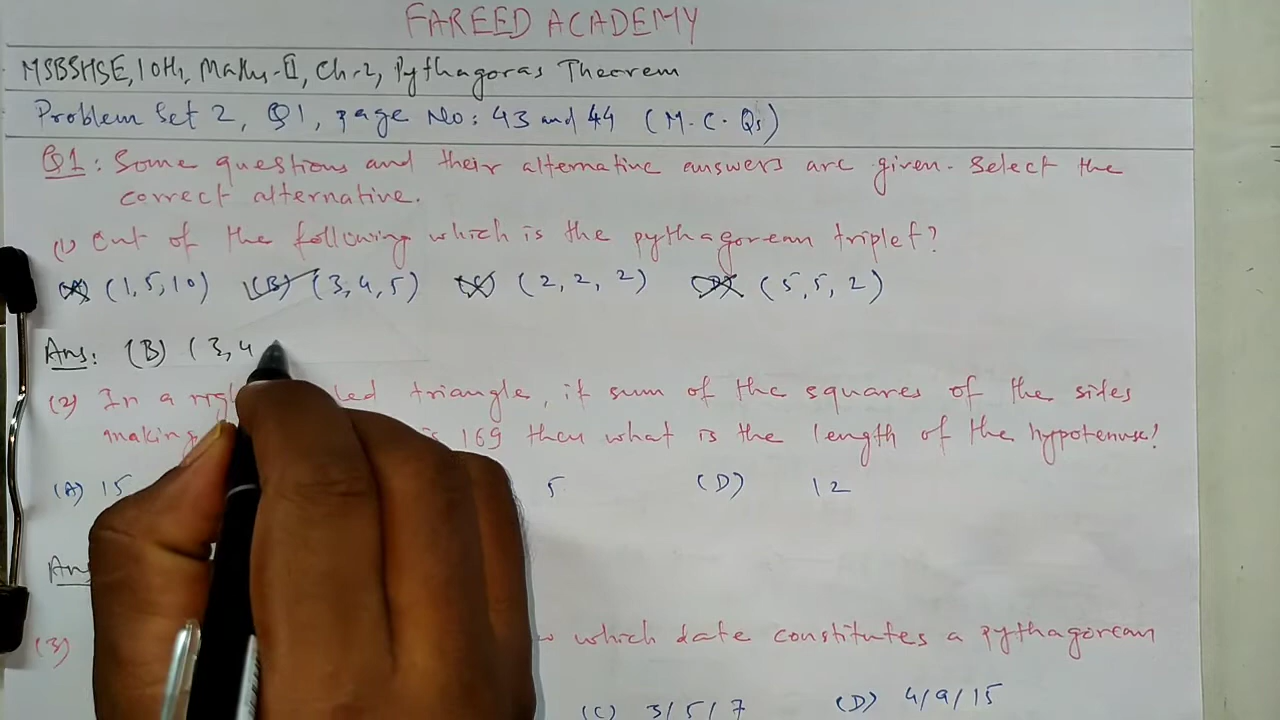 FAREED ACADEMY
MSBSHSE, 10th, Maths-II, Ch-2, Pythagoras Theorem
Problem Set 2, Q1, page No: 43 and 44 (M.C.Qs)
Q1: Some questions and their alternative answers are given. Select the
correct alternative.
(1) Out of the following which is the pythagorean triplet?
(A) (1,5,10) (B) (3,4,5) (C) (2,2,2) (D) (5,5,2)
Ans: (B) (3,4
(2) In a triangle, if sum of the squares of the sides
making 169 then what is the length of the hypotenuse?
(A) 15 5 (D) 12
(3) which date constitutes a pythagorean
(C) 3/5/7 (D) 4/9/15